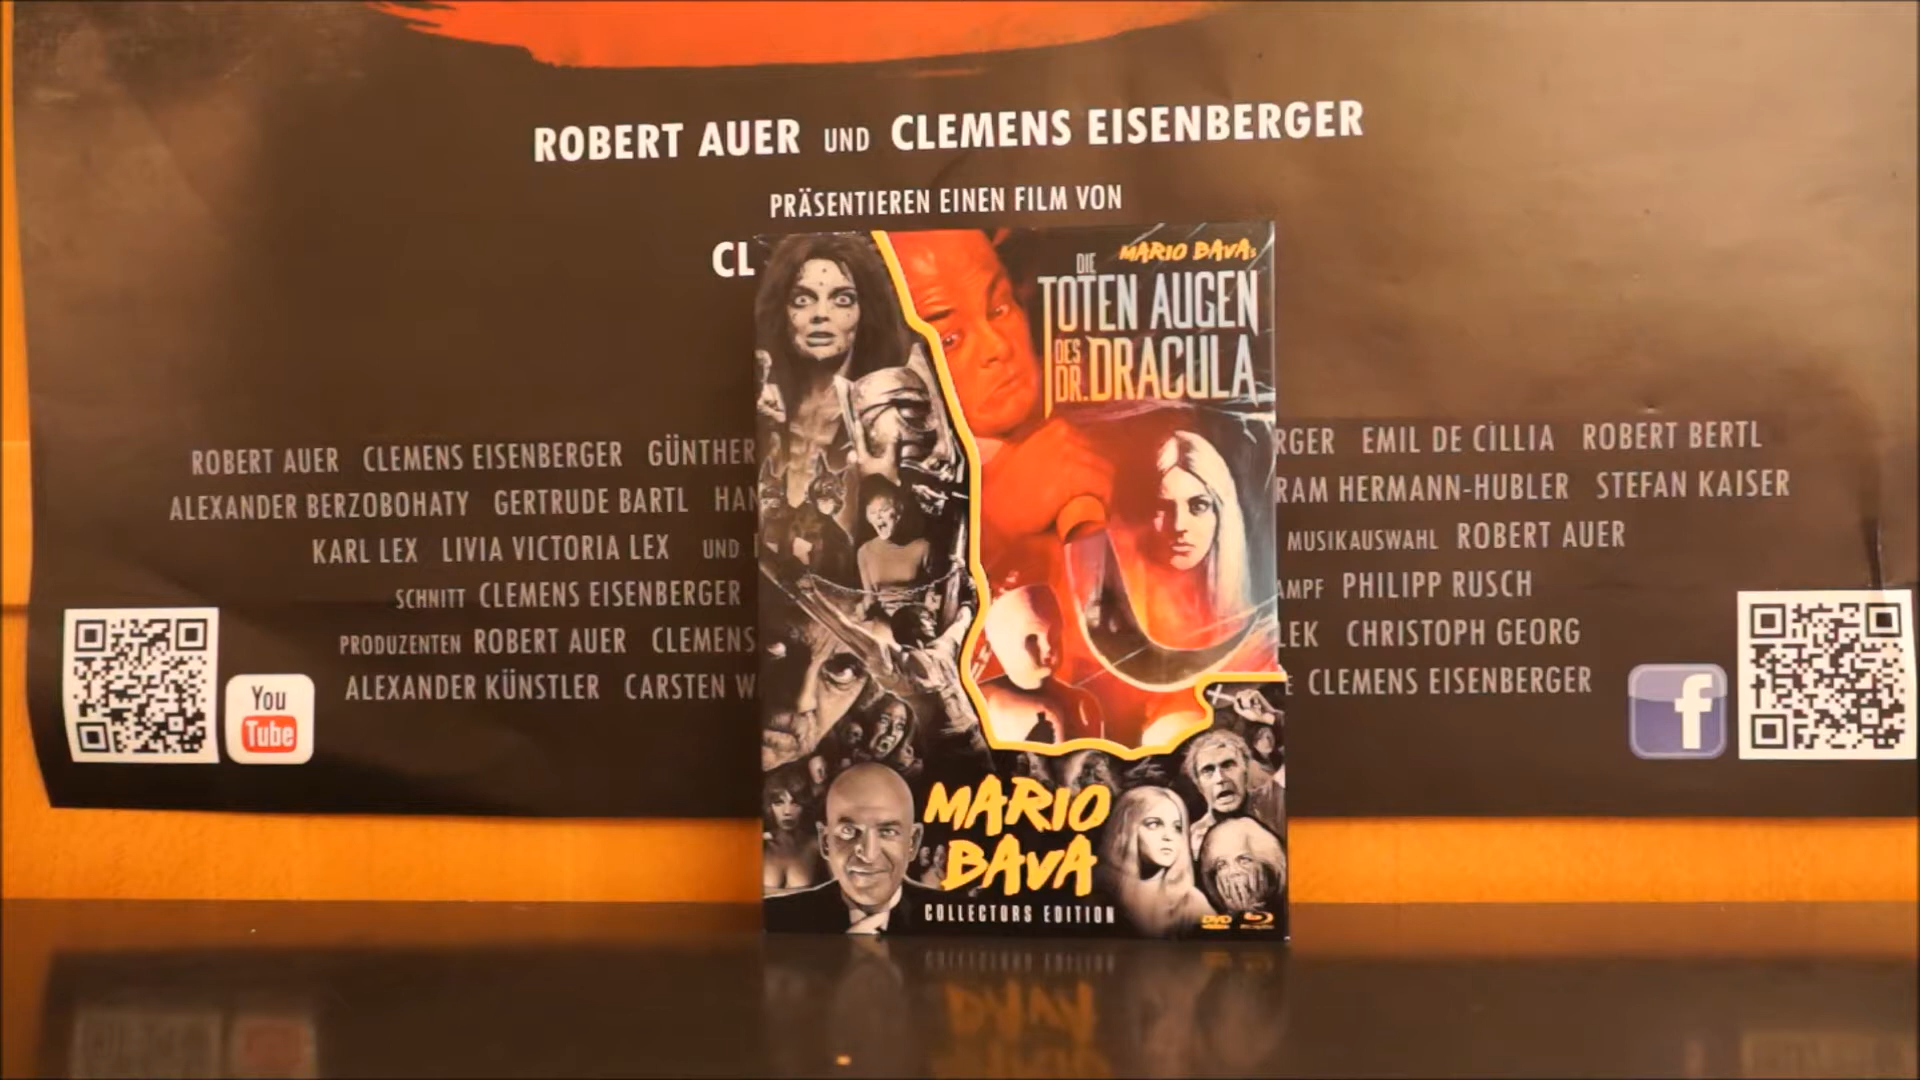 ROBERT AUER UND CLEMENS EISENBERGER
PRÄSENTIEREN EINEN FILM VON
CL
MARIO BAVA's
DIE
TOTEN AUGEN
DES
DR. DRACULA
ROBERT AUER CLEMENS EISENBERGER GÜNTHER RGER EMIL DE CILLIA ROBERT BERTL
ALEXANDER BERZOBOHATY GERTRUDE BARTL HAN RAM HERMANN-HUBLER STEFAN KAISER
KARL LEX LIVIA VICTORIA LEX UND MUSIKAUSWAHL ROBERT AUER
SCHNITT CLEMENS EISENBERGER AMPF PHILIPP RUSCH
PRODUZENTEN ROBERT AUER CLEMENS LEK CHRISTOPH GEORG
ALEXANDER KÜNSTLER CARSTEN W E CLEMENS EISENBERGER
You
Tube
f
MARIO
BAVA
COLLECTORS EDITION
DVD